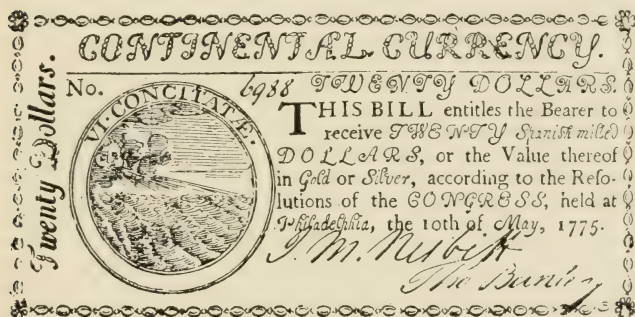 CONTINENTAL CURRENCY.
Twenty Dollars.
No. 6988 TWENTY DOLLARS.
VI·CONCITATÆ.
THIS BILL entitles the Bearer to
receive TWENTY Spanish milled
DOLLARS, or the Value thereof
in Gold or Silver, according to the Reſo-
lutions of the CONGRESS, held at
Philadelphia, the 10th of May, 1775.
J. M. Nesbitt